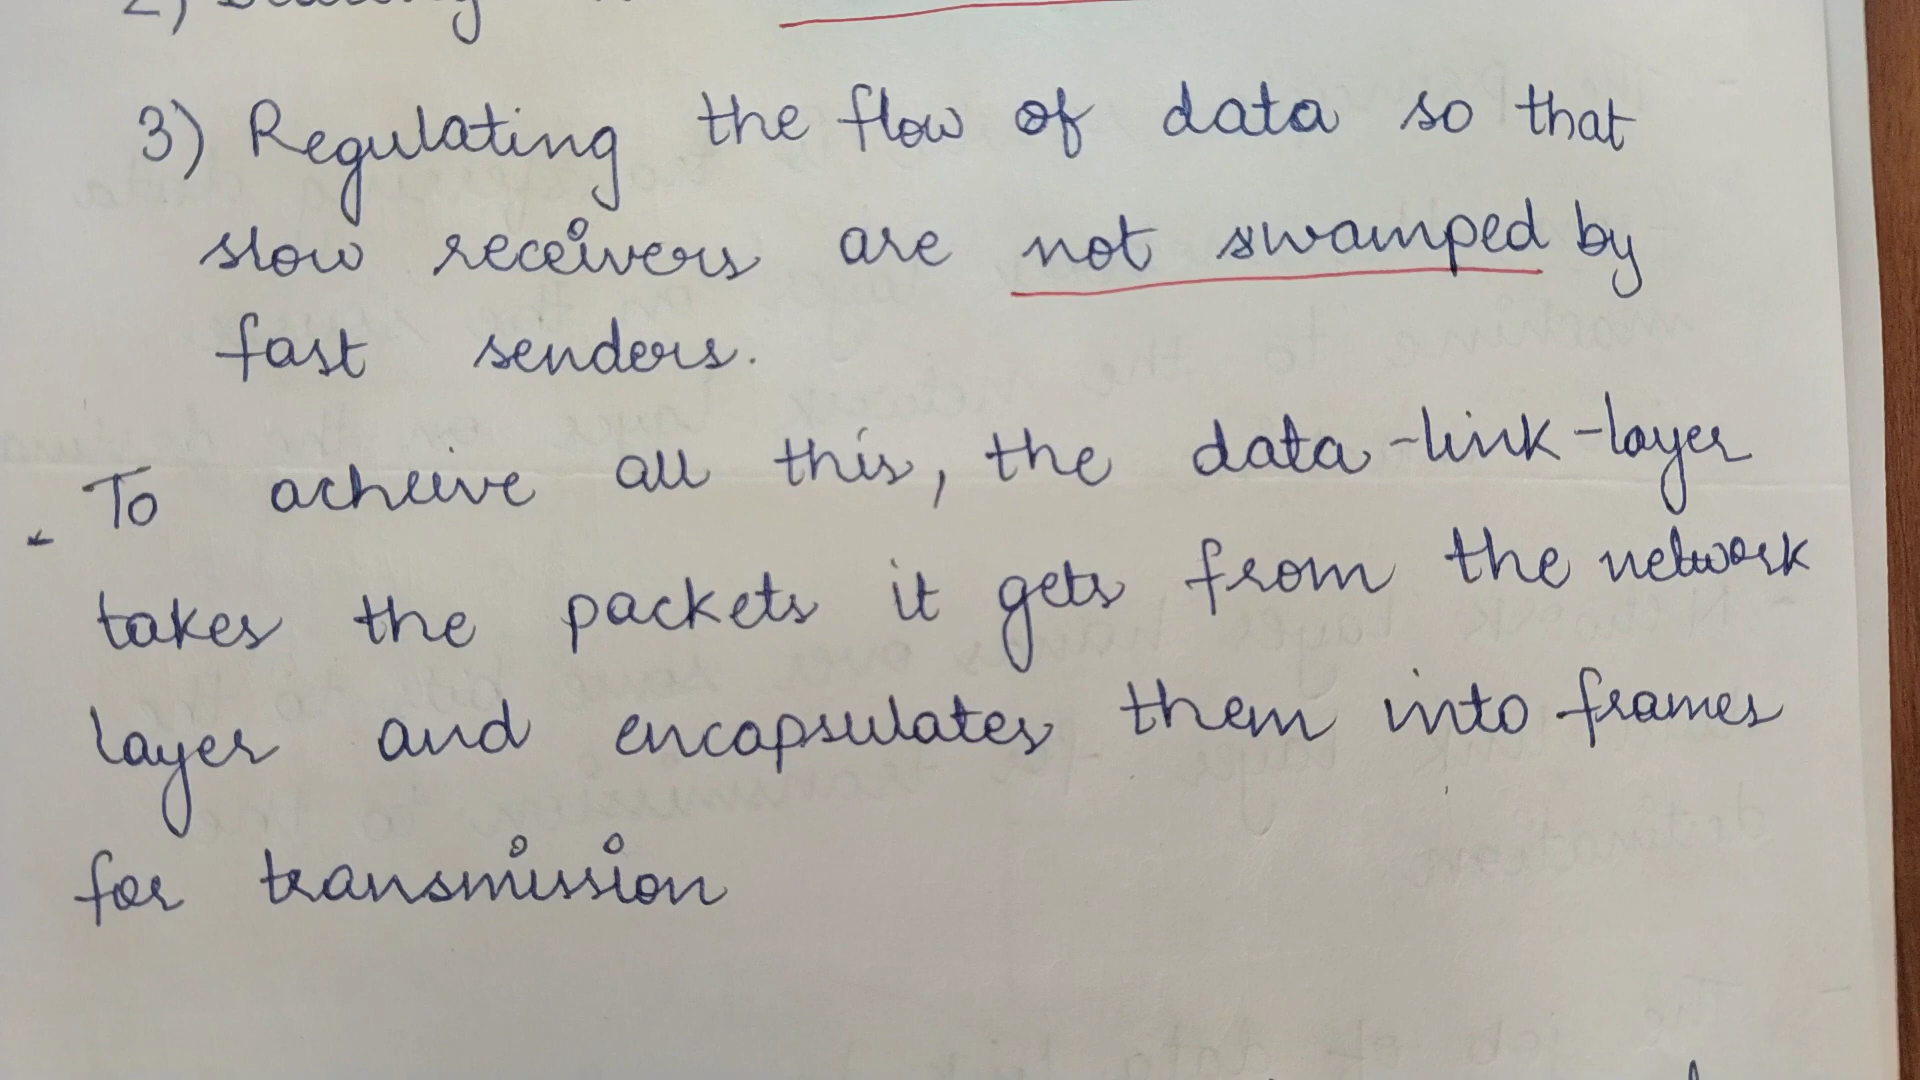 3) Regulating the flow of data so that
slow receivers are not swamped by
fast senders.
To acheive all this, the data-link-layer
takes the packets it gets from the network
layer and encapsulates them into frames
for transmission